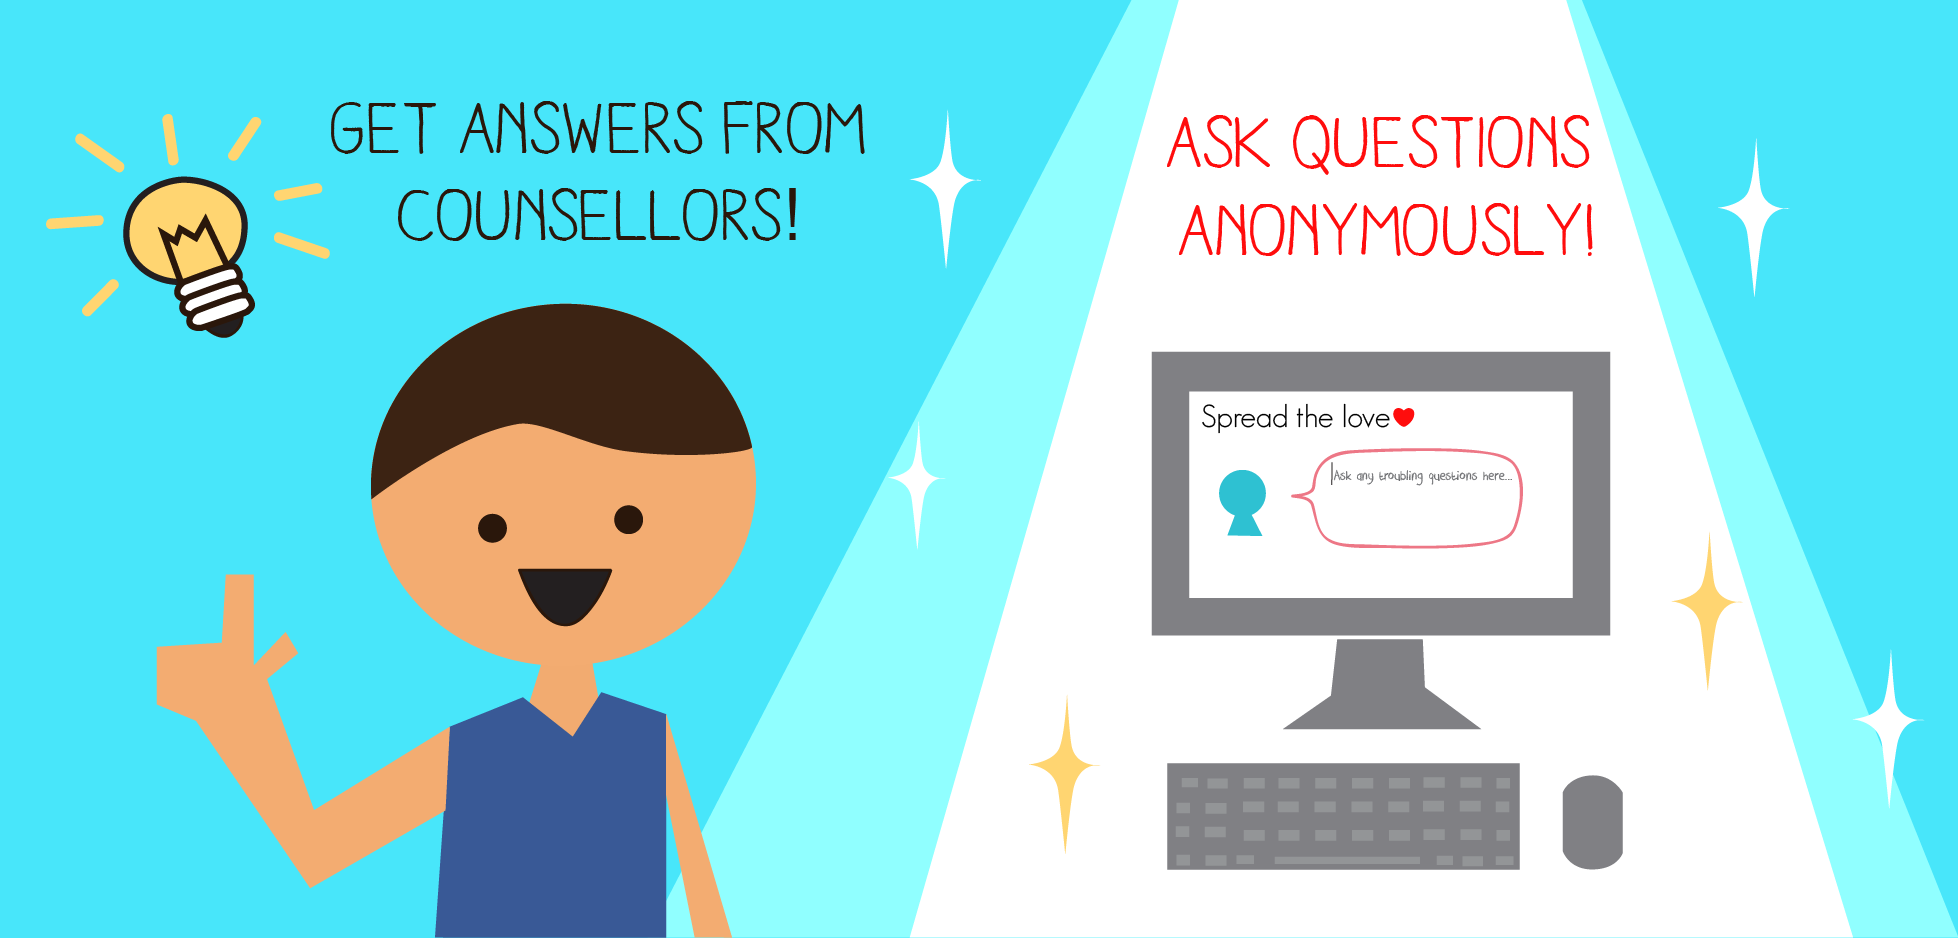 GET ANSWERS FROM
COUNSELLORS!
ASK QUESTIONS
ANONYMOUSLY!
Spread the love
Ask any troubling questions here...